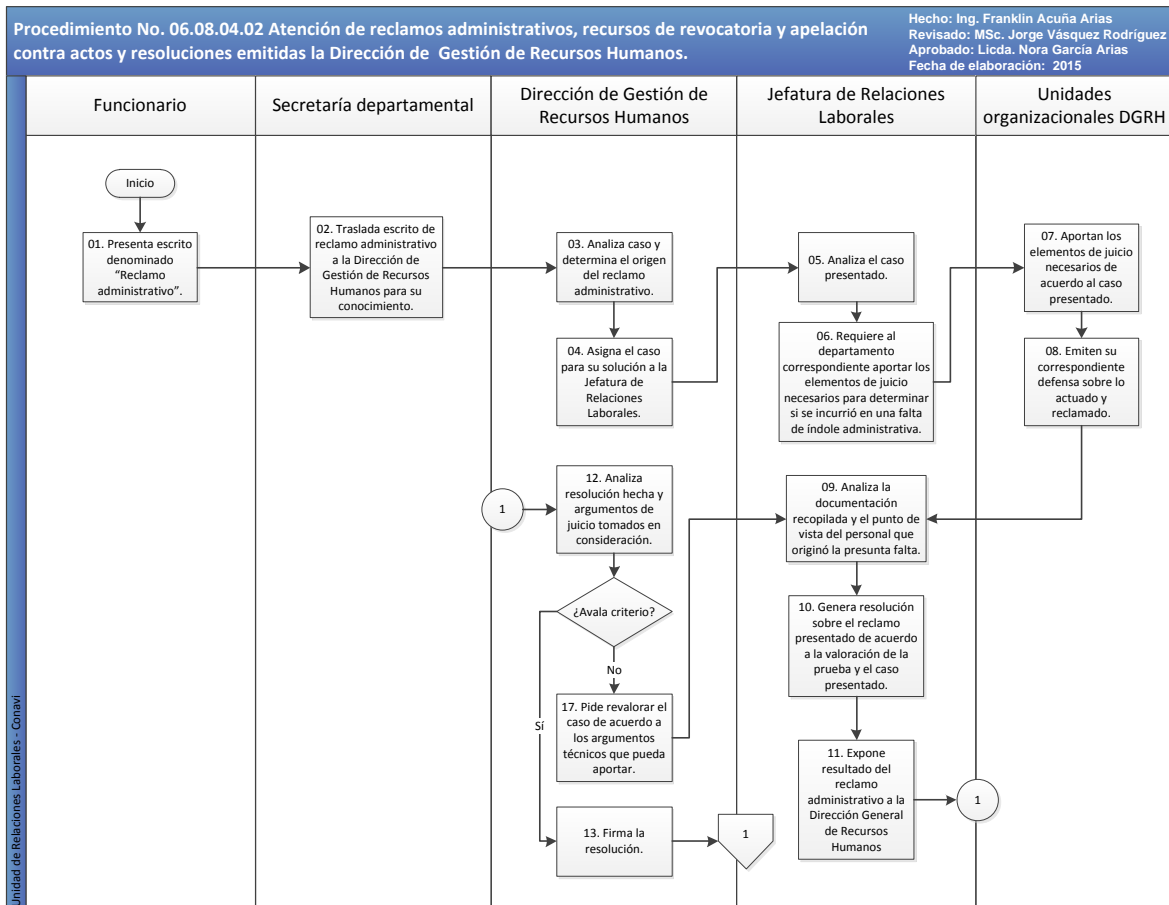 Procedimiento No. 06.08.04.02 Atención de reclamos administrativos, recursos de revocatoria y apelación
contra actos y resoluciones emitidas la Dirección de Gestión de Recursos Humanos.
Hecho: Ing. Franklin Acuña Arias
Revisado: MSc. Jorge Vásquez Rodríguez
Aprobado: Licda. Nora García Arias
Fecha de elaboración: 2015
Funcionario
Secretaría departamental
Dirección de Gestión de
Recursos Humanos
Jefatura de Relaciones
Laborales
Unidades
organizacionales DGRH
Inicio
01. Presenta escrito
denominado
“Reclamo
administrativo”.
02. Traslada escrito de
reclamo administrativo
a la Dirección de
Gestión de Recursos
Humanos para su
conocimiento.
03. Analiza caso y
determina el origen
del reclamo
administrativo.
04. Asigna el caso
para su solución a la
Jefatura de
Relaciones
Laborales.
05. Analiza el caso
presentado.
06. Requiere al
departamento
correspondiente aportar los
elementos de juicio
necesarios para determinar
si se incurrió en una falta
de índole administrativa.
07. Aportan los
elementos de juicio
necesarios de
acuerdo al caso
presentado.
08. Emiten su
correspondiente
defensa sobre lo
actuado y
reclamado.
1
12. Analiza
resolución hecha y
argumentos de
juicio tomados en
consideración.
09. Analiza la
documentación
recopilada y el punto de
vista del personal que
originó la presunta falta.
¿Avala criterio?
No
Sí
10. Genera resolución
sobre el reclamo
presentado de acuerdo
a la valoración de la
prueba y el caso
presentado.
17. Pide revalorar el
caso de acuerdo a
los argumentos
técnicos que pueda
aportar.
11. Expone
resultado del
reclamo
administrativo a la
Dirección General
de Recursos
Humanos
1
13. Firma la
resolución.
1
Unidad de Relaciones Laborales - Conavi